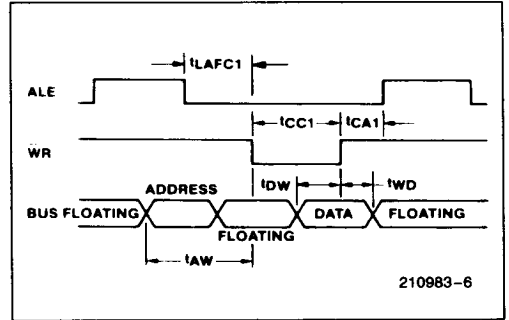 tLAFC1
ALE
tCC1 tCA1
WR
ADDRESS tDW tWD
BUS FLOATING DATA FLOATING
FLOATING
tAW
210983-6